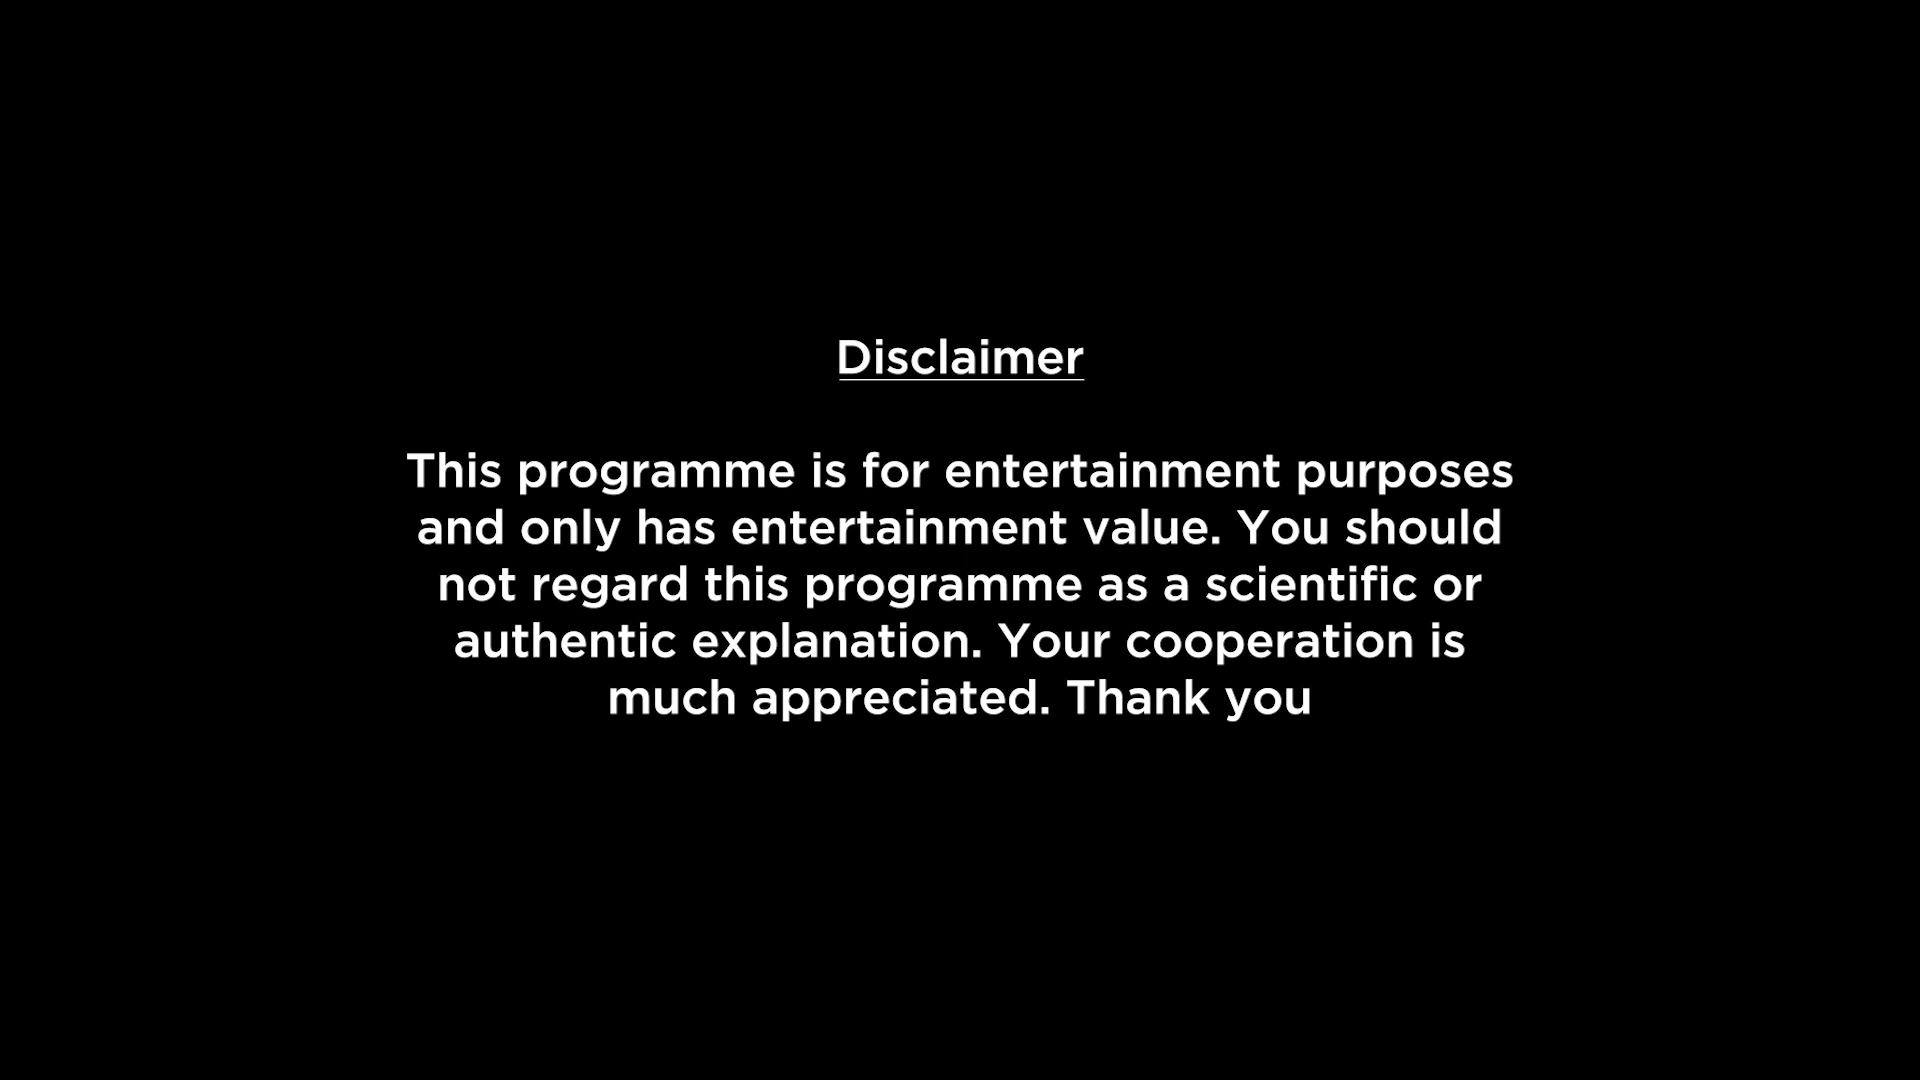 Disclaimer
This programme is for entertainment purposes
and only has entertainment value. You should
not regard this programme as a scientific or
authentic explanation. Your cooperation is
much appreciated. Thank you